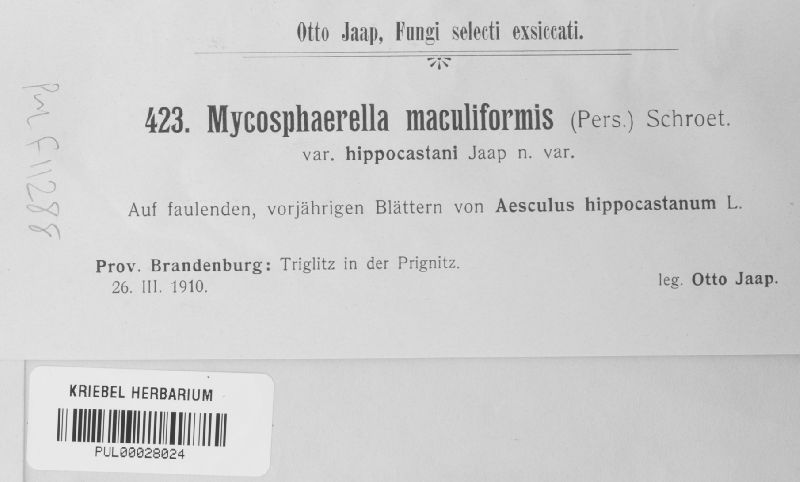 Otto Jaap, Fungi selecti exsiccati.
423. Mycosphaerella maculiformis (Pers.) Schroet.
var. hippocastani Jaap n. var.
Auf faulenden, vorjährigen Blättern von Aesculus hippocastanum L.
Prov. Brandenburg: Triglitz in der Prignitz.
26. III. 1910.
leg. Otto Jaap.
PUL F11288
KRIEBEL HERBARIUM
PUL00028024